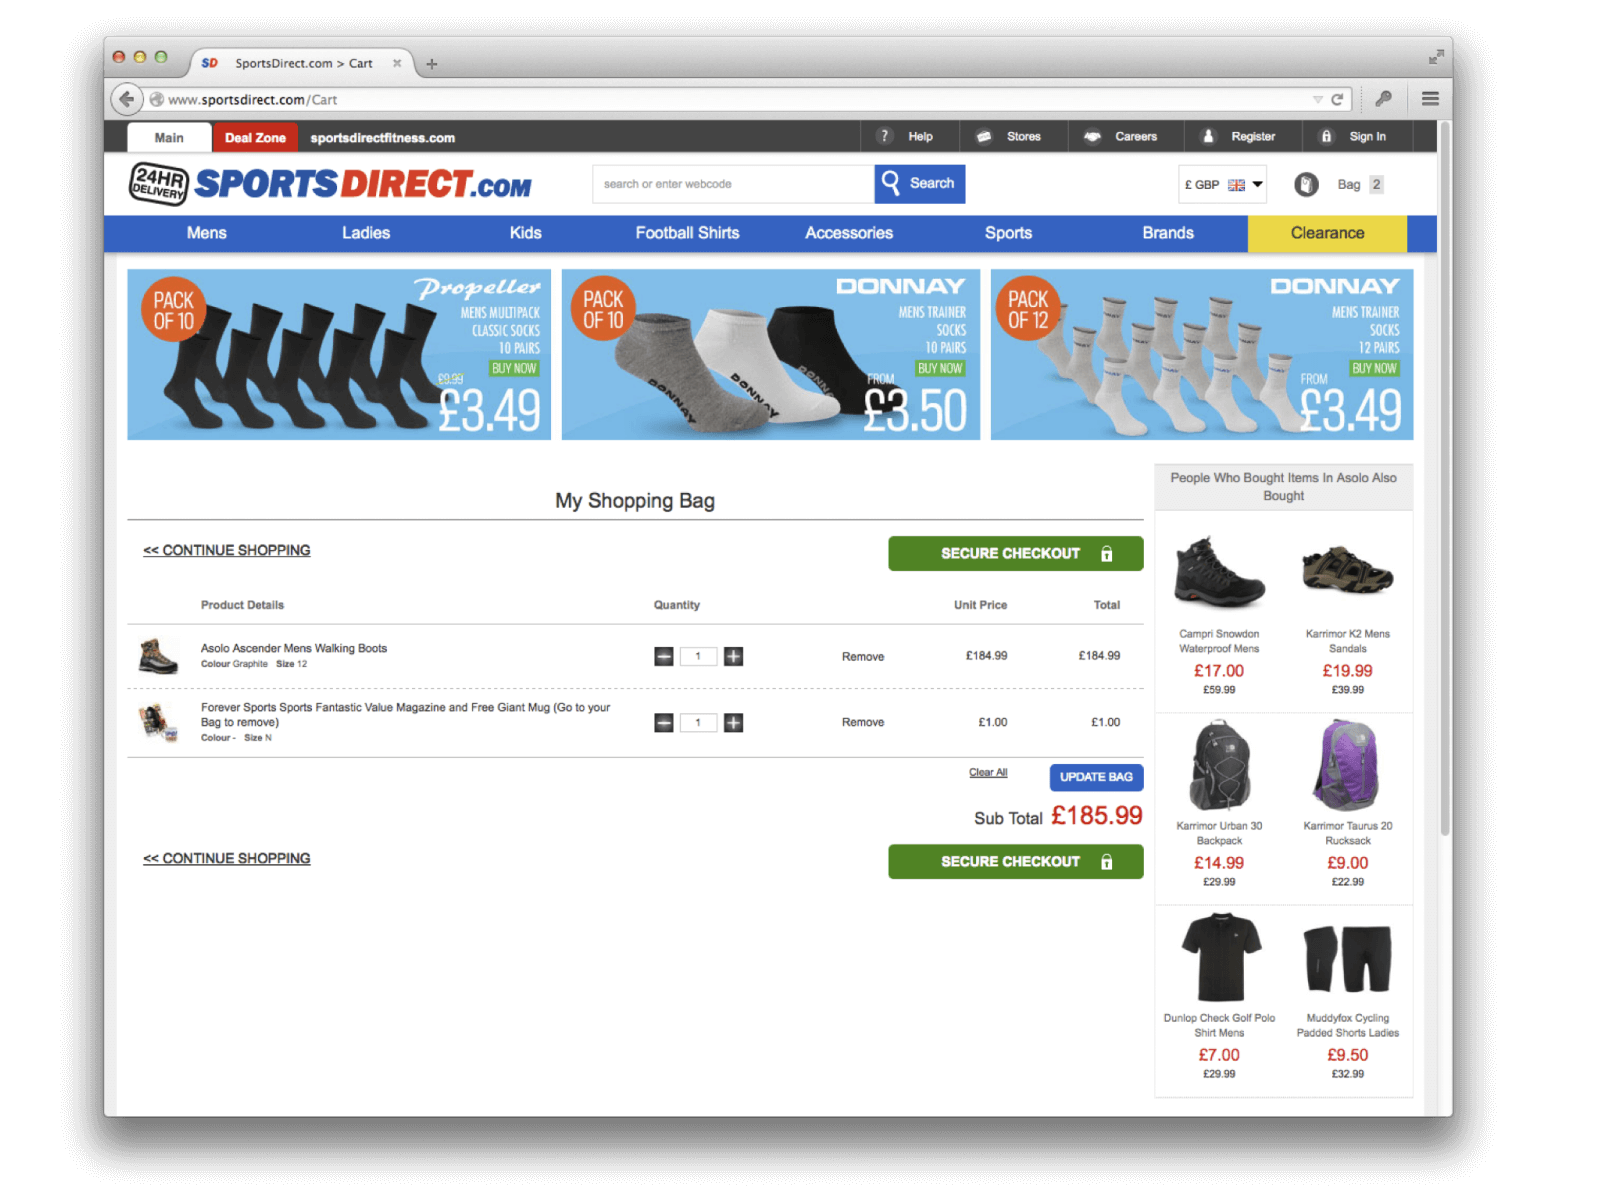 SD SportsDirect.com > Cart
www.sportsdirect.com/Cart
Main Deal Zone sportsdirectfitness.com ? Help Stores Careers Register Sign In
24HR DELIVERY SPORTSDIRECT.COM search or enter webcode Search £ GBP Bag 2
Mens Ladies Kids Football Shirts Accessories Sports Brands Clearance
PACK OF 10
Propeller
MENS MULTIPACK
CLASSIC SOCKS
10 PAIRS
BUY NOW
£9.99
£3.49
PACK OF 10
DONNAY
MENS TRAINER
SOCKS
10 PAIRS
BUY NOW
FROM
£3.50
DONNAY DONNAY DONNAY
PACK OF 12
DONNAY
MENS TRAINER
SOCKS
12 PAIRS
BUY NOW
FROM
£3.49
My Shopping Bag
<< CONTINUE SHOPPING SECURE CHECKOUT
Product Details Quantity Unit Price Total
Asolo Ascender Mens Walking Boots
Colour Graphite Size 12
1 Remove £184.99 £184.99
Forever Sports Sports Fantastic Value Magazine and Free Giant Mug (Go to your
Bag to remove)
Colour - Size N
1 Remove £1.00 £1.00
Clear All UPDATE BAG
Sub Total £185.99
<< CONTINUE SHOPPING SECURE CHECKOUT
People Who Bought Items In Asolo Also
Bought
Campri Snowdon
Waterproof Mens
£17.00
£59.99
Karrimor K2 Mens
Sandals
£19.99
£39.99
Karrimor Urban 30
Backpack
£14.99
£29.99
Karrimor Taurus 20
Rucksack
£9.00
£22.99
Dunlop Check Golf Polo
Shirt Mens
£7.00
£29.99
Muddyfox Cycling
Padded Shorts Ladies
£9.50
£32.99